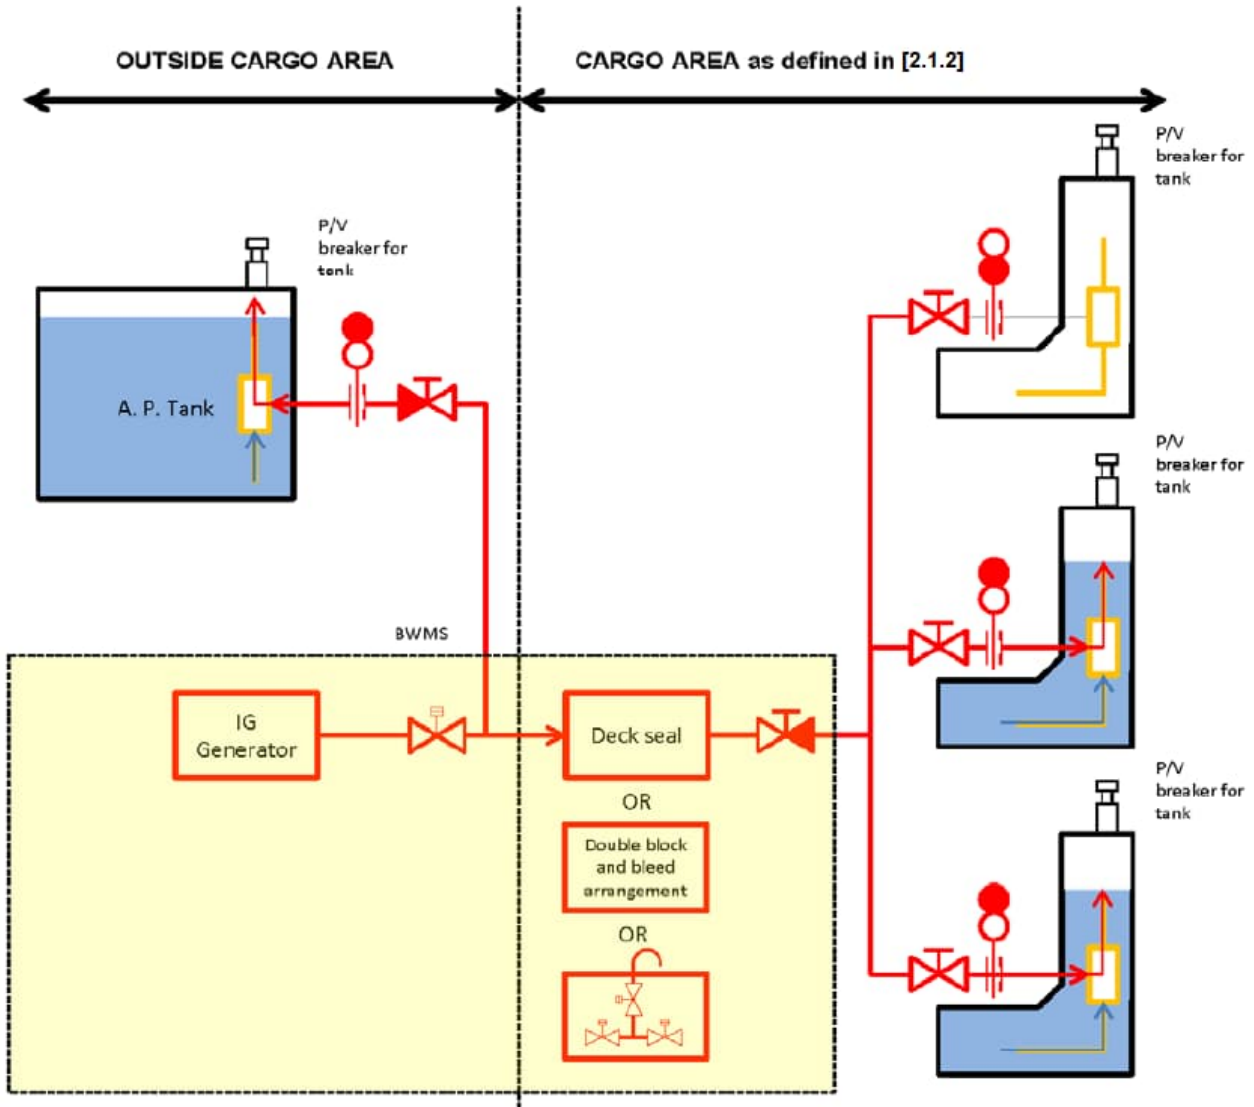 OUTSIDE CARGO AREA
CARGO AREA as defined in [2.1.2]
P/V
breaker for
tank
P/V
breaker for
tank
A. P. Tank
P/V
breaker for
tank
BWMS
IG
Generator
Deck seal
OR
Double block
and bleed
arrangement
OR
P/V
breaker for
tank